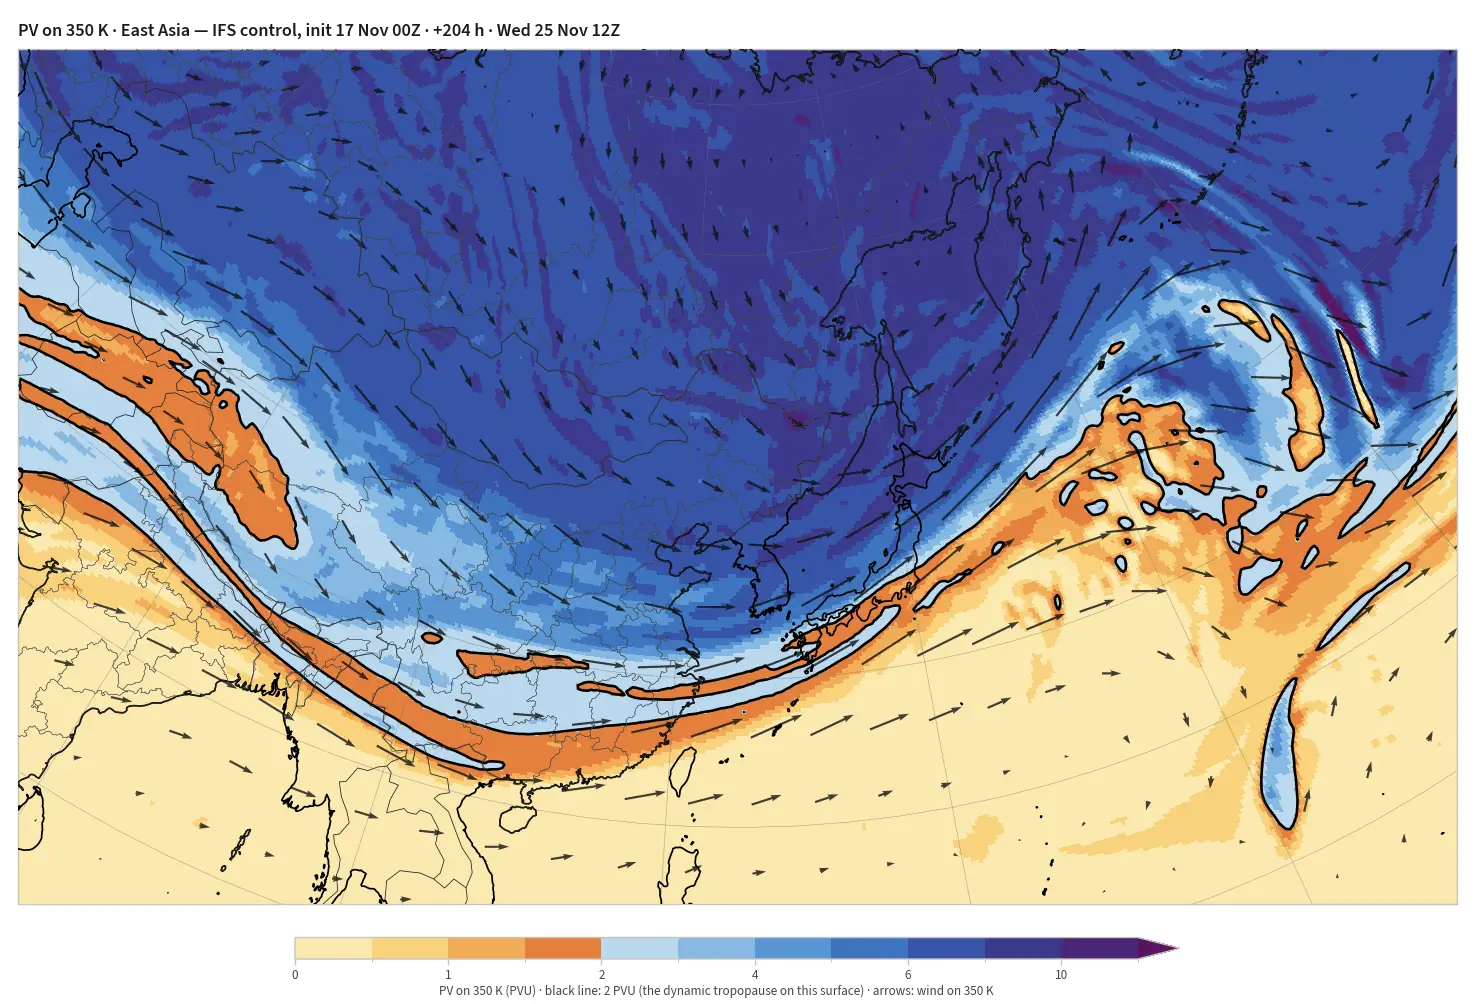 PV on 350 K · East Asia — IFS control, init 17 Nov 00Z · +204 h · Wed 25 Nov 12Z
0 1 2 4 6 10
PV on 350 K (PVU) · black line: 2 PVU (the dynamic tropopause on this surface) · arrows: wind on 350 K